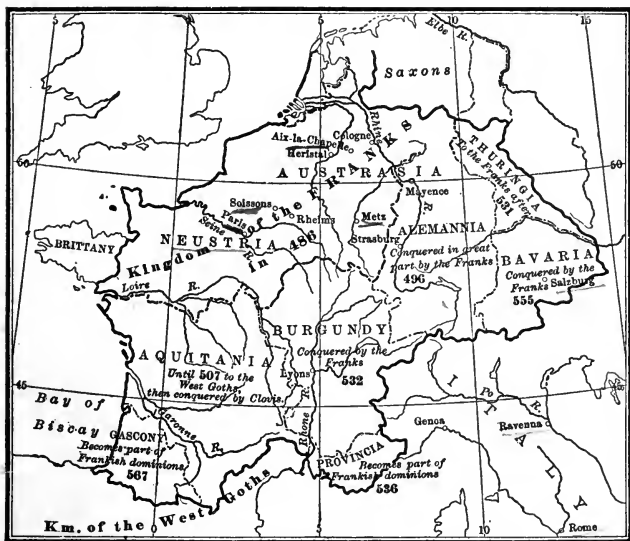 0
5
10
15
Elbe R.
Saxons
Aix-la-Chapelle
Cologne
Rhine
Heristal
THURINGIA
To the Franks after
531
AUSTRASIA
50
50
Mayence
R.
Soissons
Paris
Seine
R.
Rheims
Metz
Strasburg
ALEMANNIA
Conquered in great
part by the Franks
496
BRITTANY
NEUSTRIA
Kingdom of the FRANKS
in 486
BAVARIA
Conquered by the
Franks
Salzburg
555
Loire R.
BURGUNDY
Conquered by the
Franks
532
AQUITANIA
Until 507 to the
West Goths,
then conquered by Clovis.
Lyons
Rhone R.
45
Bay of
Biscay
Garonne
R.
GASCONY
Becomes part of
Frankish dominions
567
PROVINCIA
Becomes part of
Frankish dominions
536
ITALY
Po R.
Genoa
Ravenna
Rome
Km. of the West Goths
5
10